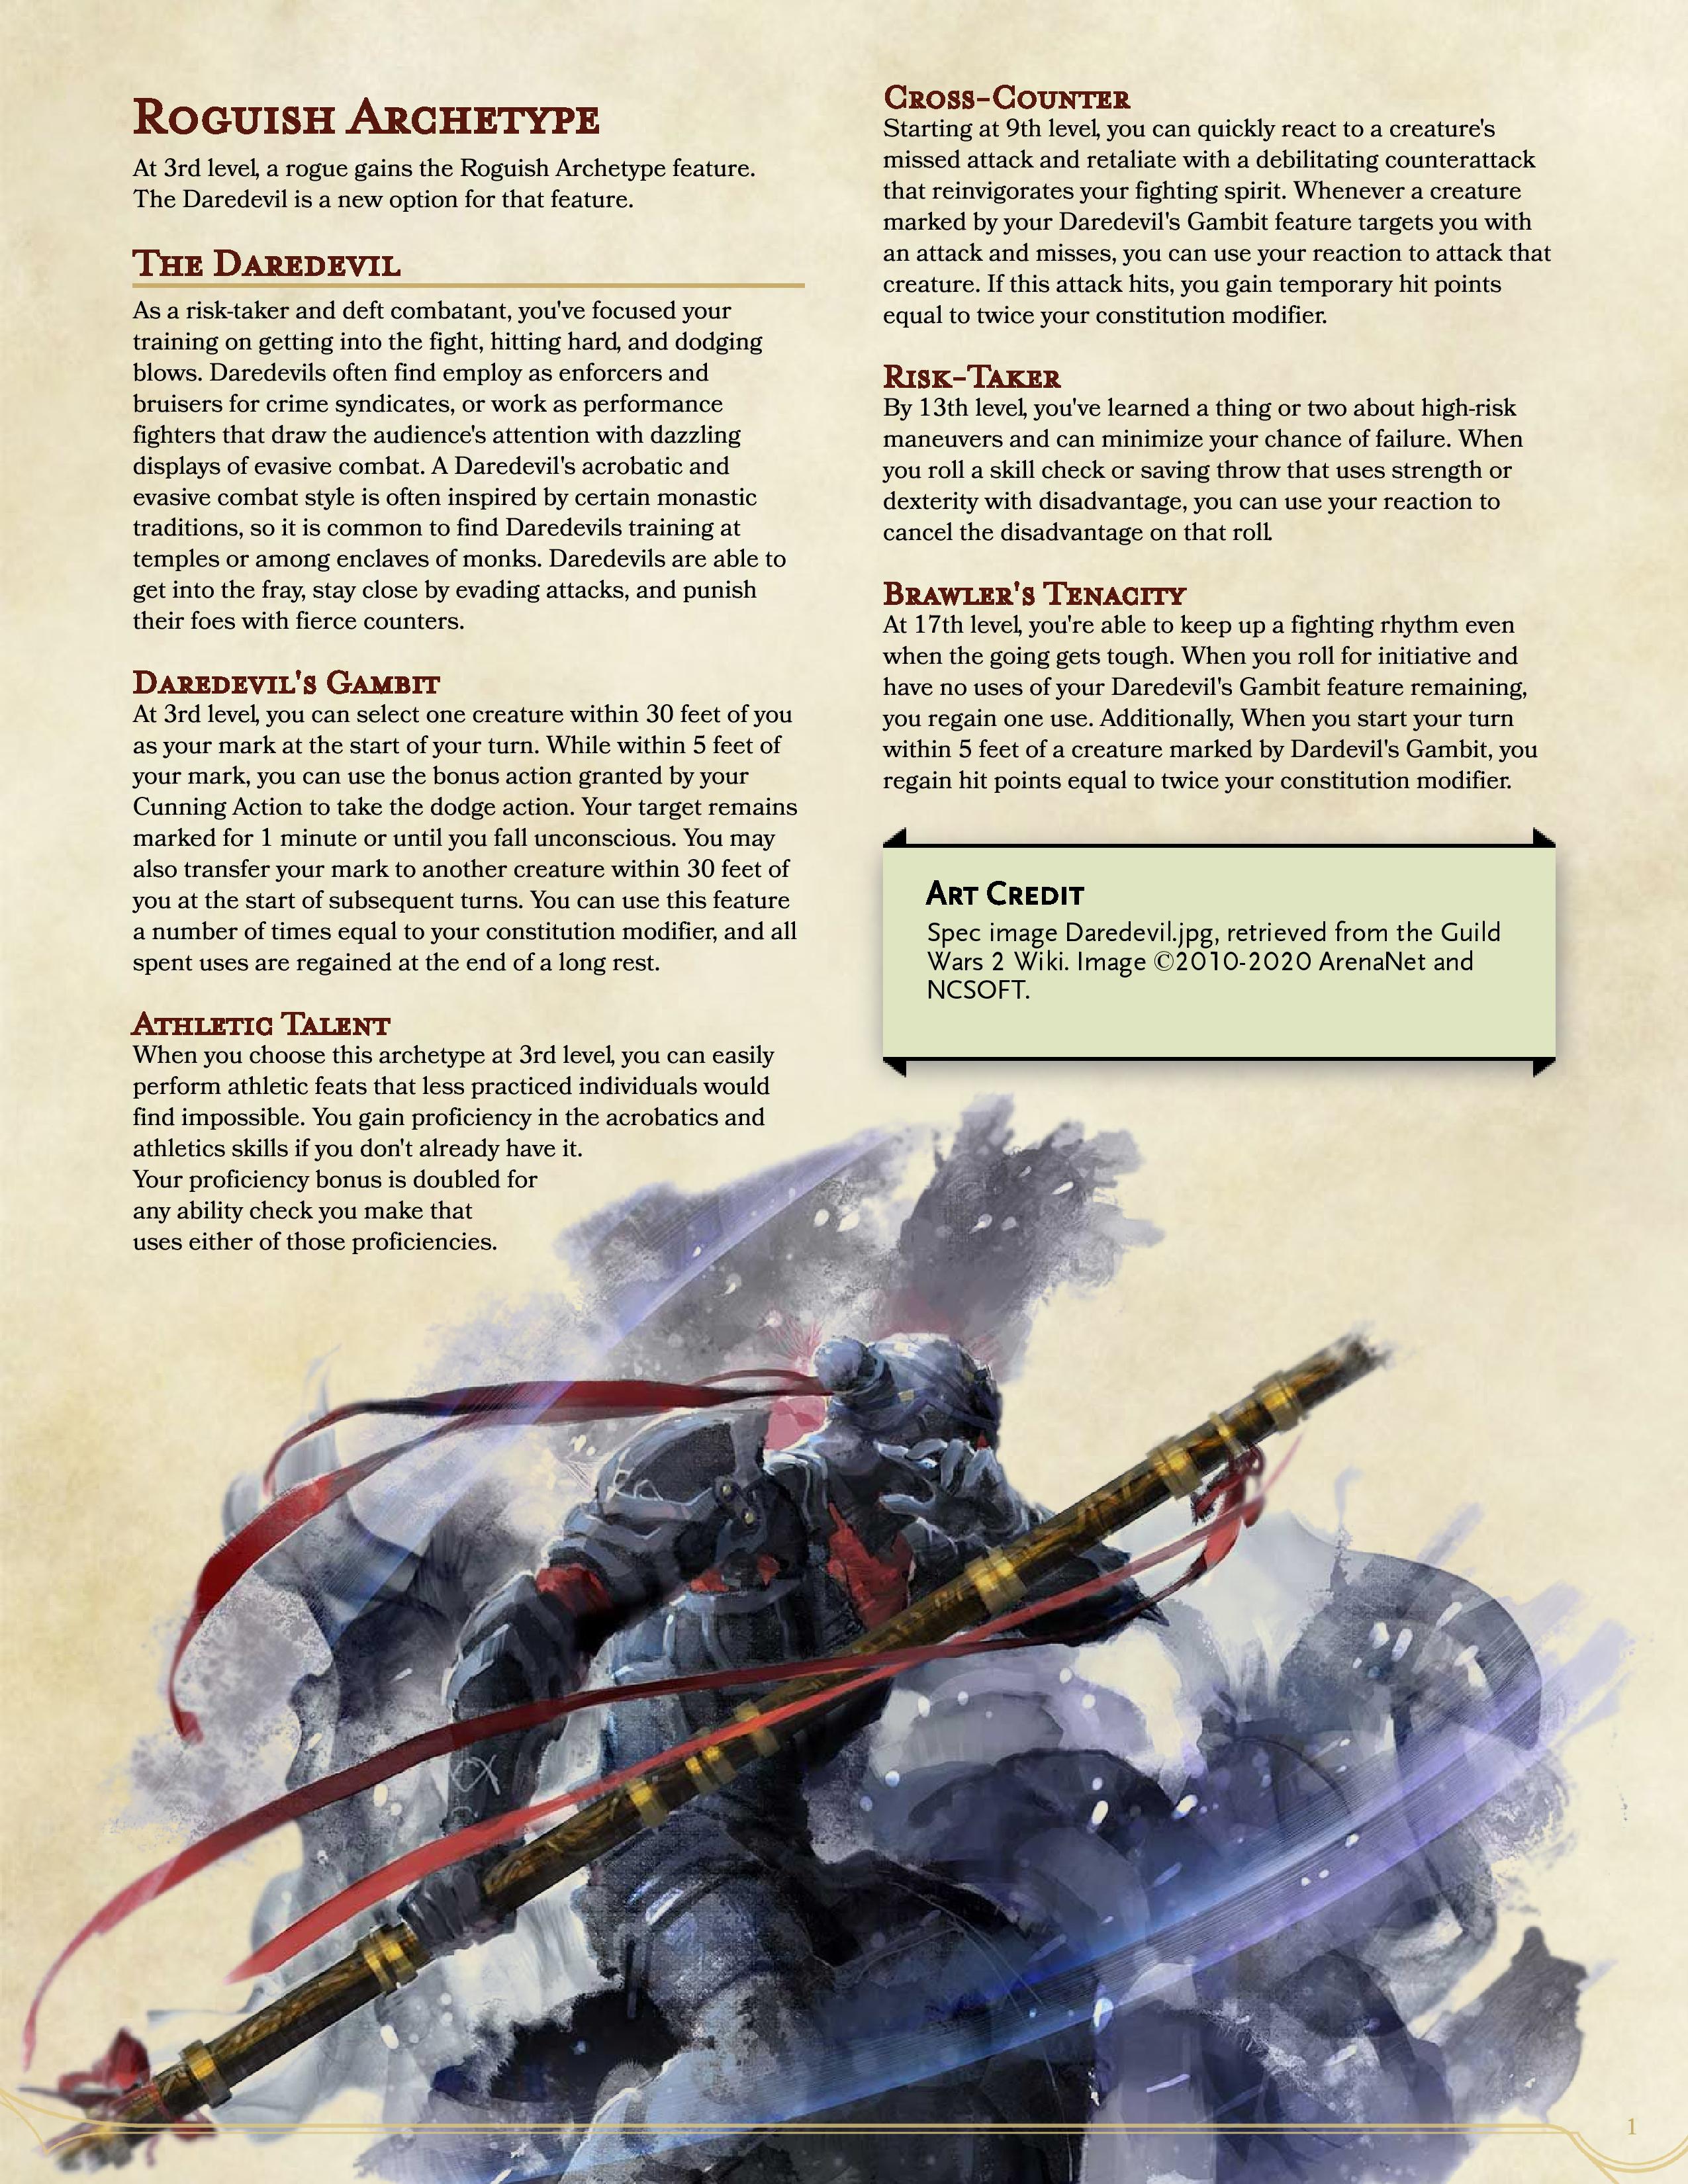 Roguish Archetype
At 3rd level, a rogue gains the Roguish Archetype feature.
The Daredevil is a new option for that feature.
The Daredevil
As a risk-taker and deft combatant, you've focused your
training on getting into the fight, hitting hard, and dodging
blows. Daredevils often find employ as enforcers and
bruisers for crime syndicates, or work as performance
fighters that draw the audience's attention with dazzling
displays of evasive combat. A Daredevil's acrobatic and
evasive combat style is often inspired by certain monastic
traditions, so it is common to find Daredevils training at
temples or among enclaves of monks. Daredevils are able to
get into the fray, stay close by evading attacks, and punish
their foes with fierce counters.
Daredevil's Gambit
At 3rd level, you can select one creature within 30 feet of you
as your mark at the start of your turn. While within 5 feet of
your mark, you can use the bonus action granted by your
Cunning Action to take the dodge action. Your target remains
marked for 1 minute or until you fall unconscious. You may
also transfer your mark to another creature within 30 feet of
you at the start of subsequent turns. You can use this feature
a number of times equal to your constitution modifier, and all
spent uses are regained at the end of a long rest.
Athletic Talent
When you choose this archetype at 3rd level, you can easily
perform athletic feats that less practiced individuals would
find impossible. You gain proficiency in the acrobatics and
athletics skills if you don't already have it.
Your proficiency bonus is doubled for
any ability check you make that
uses either of those proficiencies.
Cross-Counter
Starting at 9th level, you can quickly react to a creature's
missed attack and retaliate with a debilitating counterattack
that reinvigorates your fighting spirit. Whenever a creature
marked by your Daredevil's Gambit feature targets you with
an attack and misses, you can use your reaction to attack that
creature. If this attack hits, you gain temporary hit points
equal to twice your constitution modifier.
Risk-Taker
By 13th level, you've learned a thing or two about high-risk
maneuvers and can minimize your chance of failure. When
you roll a skill check or saving throw that uses strength or
dexterity with disadvantage, you can use your reaction to
cancel the disadvantage on that roll.
Brawler's Tenacity
At 17th level, you're able to keep up a fighting rhythm even
when the going gets tough. When you roll for initiative and
have no uses of your Daredevil's Gambit feature remaining,
you regain one use. Additionally, When you start your turn
within 5 feet of a creature marked by Dardevil's Gambit, you
regain hit points equal to twice your constitution modifier.
Art Credit
Spec image Daredevil.jpg, retrieved from the Guild
Wars 2 Wiki. Image ©2010-2020 ArenaNet and
NCSOFT.
1